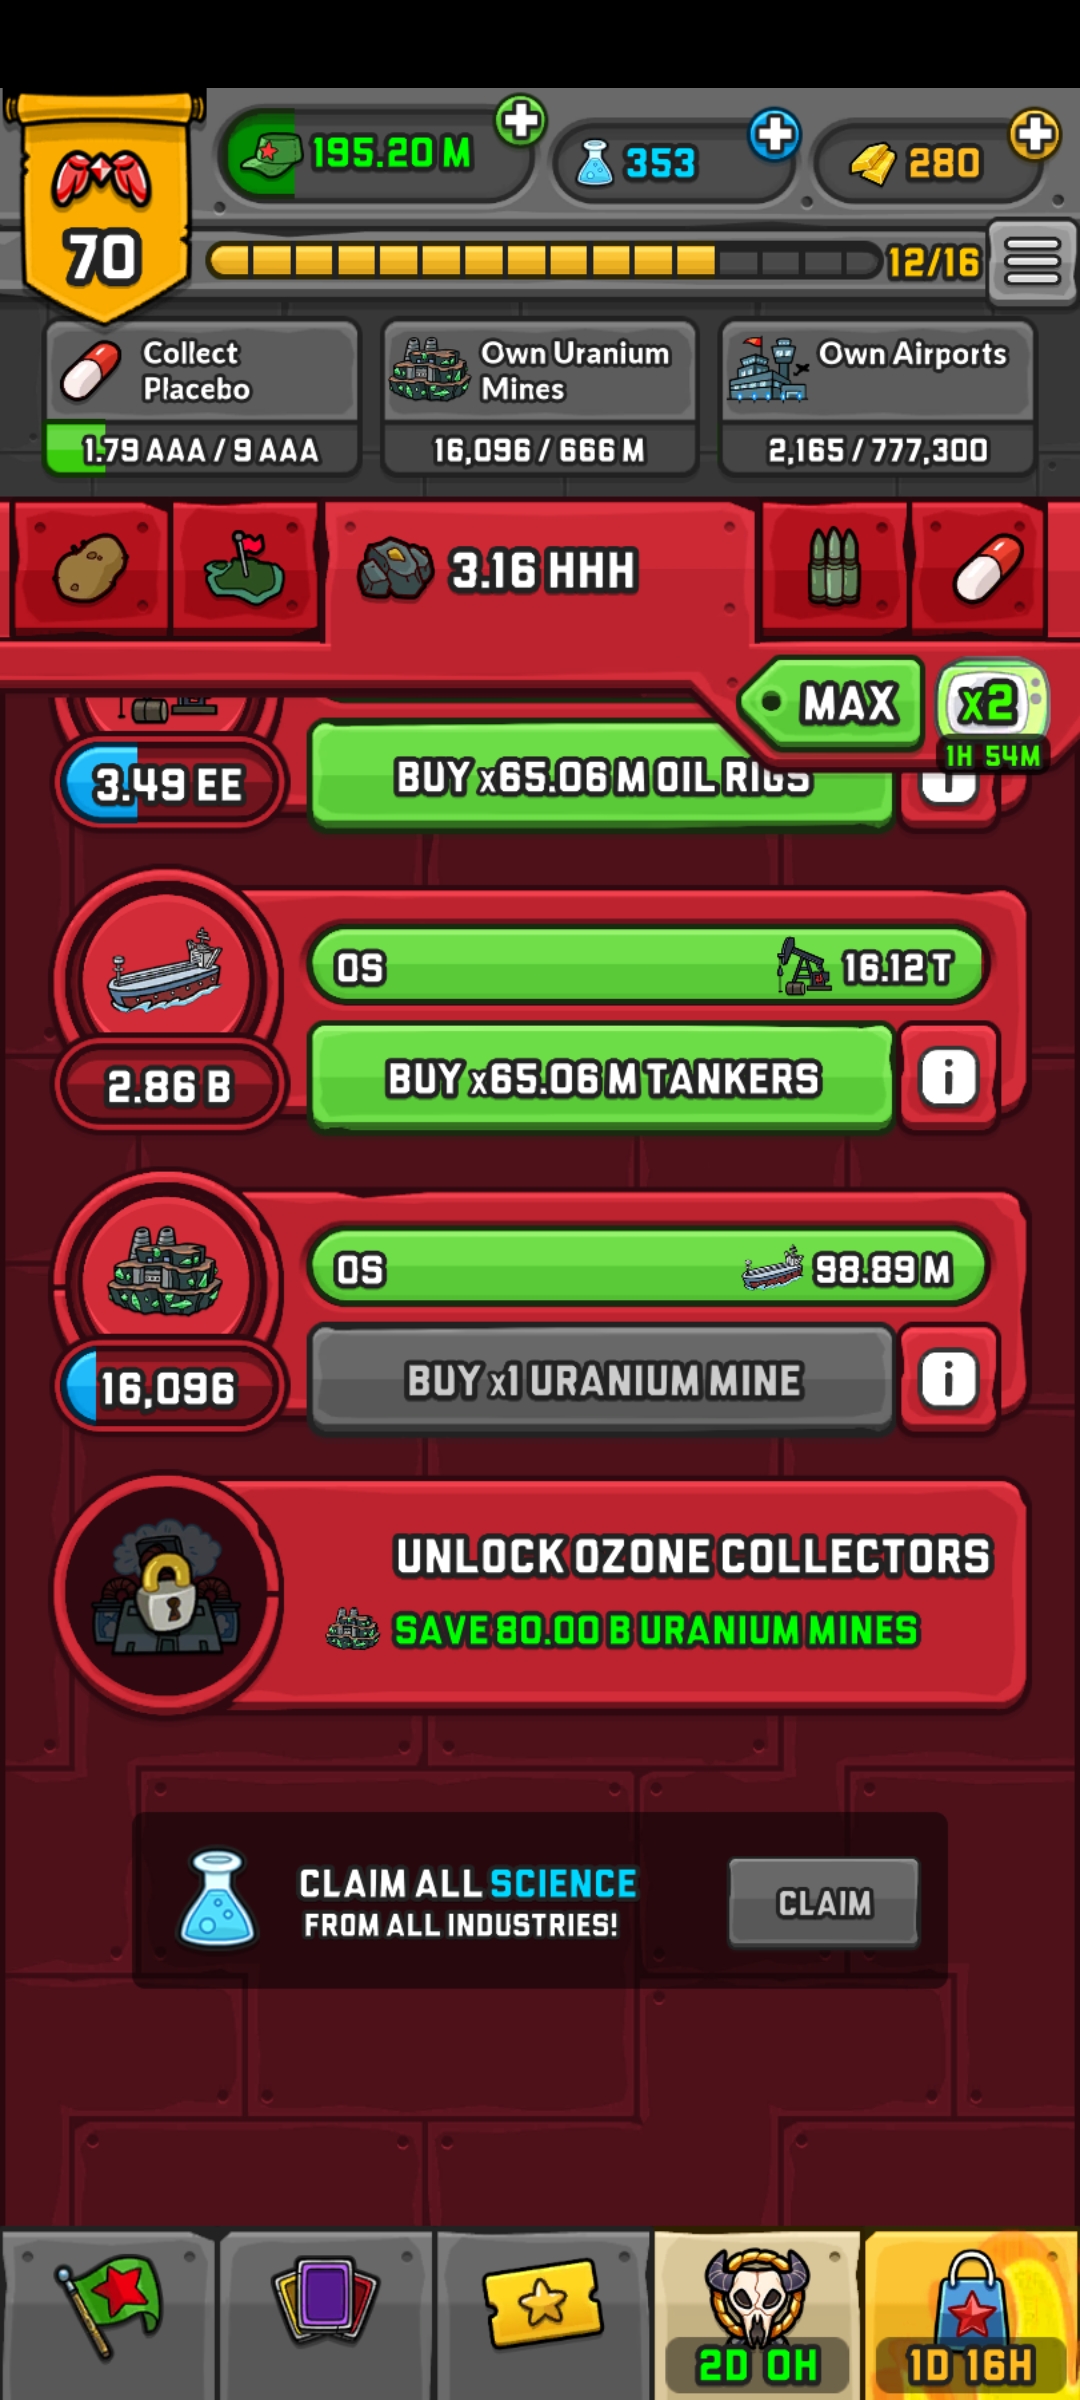 195.20 M
353
280
70
12/16
Collect
Placebo
Own Uranium
Mines
Own Airports
1.79 AAA / 9 AAA
16,096 / 666 M
2,165 / 777,300
3.16 HHH
MAX
x2
1H 54M
3.49 EE
BUY x65.06 M OIL RIGS
0S
16.12 T
2.86 B
BUY x65.06 M TANKERS
i
0S
98.89 M
16,096
BUY x1 URANIUM MINE
i
UNLOCK OZONE COLLECTORS
SAVE 80.00 B URANIUM MINES
CLAIM ALL SCIENCE
FROM ALL INDUSTRIES!
CLAIM
2D 0H
1D 16H